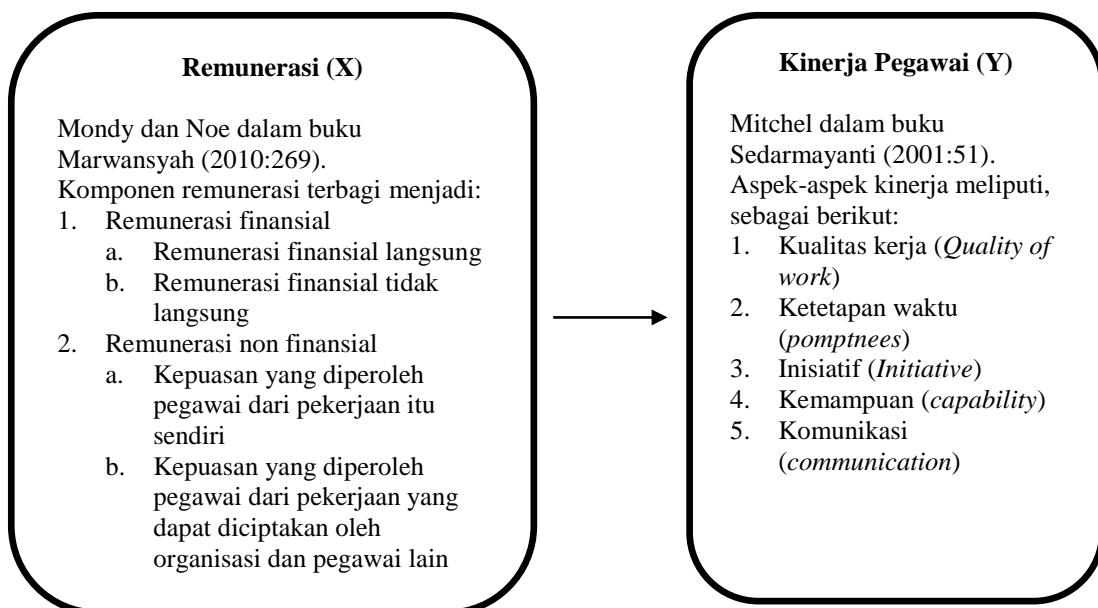 Remunerasi (X)
Mondy dan Noe dalam buku
Marwansyah (2010:269).
Komponen remunerasi terbagi menjadi:
1. Remunerasi finansial
a. Remunerasi finansial langsung
b. Remunerasi finansial tidak
langsung
2. Remunerasi non finansial
a. Kepuasan yang diperoleh
pegawai dari pekerjaan itu
sendiri
b. Kepuasan yang diperoleh
pegawai dari pekerjaan yang
dapat diciptakan oleh
organisasi dan pegawai lain
Kinerja Pegawai (Y)
Mitchel dalam buku
Sedarmayanti (2001:51).
Aspek-aspek kinerja meliputi,
sebagai berikut:
1. Kualitas kerja (Quality of
work)
2. Ketetapan waktu
(pomptnees)
3. Inisiatif (Initiative)
4. Kemampuan (capability)
5. Komunikasi
(communication)